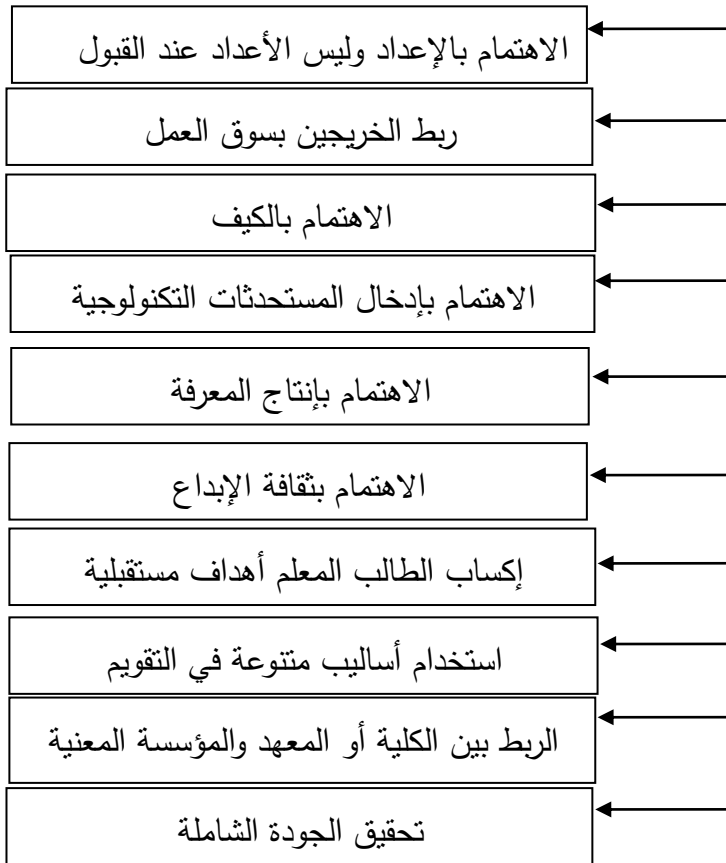 الاهتمام بالإعداد وليس الأعداد عند القبول
ربط الخريجين بسوق العمل
الاهتمام بالكيف
الاهتمام بإدخال المستحدثات التكنولوجية
الاهتمام بإنتاج المعرفة
الاهتمام بثقافة الإبداع
إكساب الطالب المعلم أهداف مستقبلية
استخدام أساليب متنوعة في التقويم
الربط بين الكلية أو المعهد والمؤسسة المعنية
تحقيق الجودة الشاملة